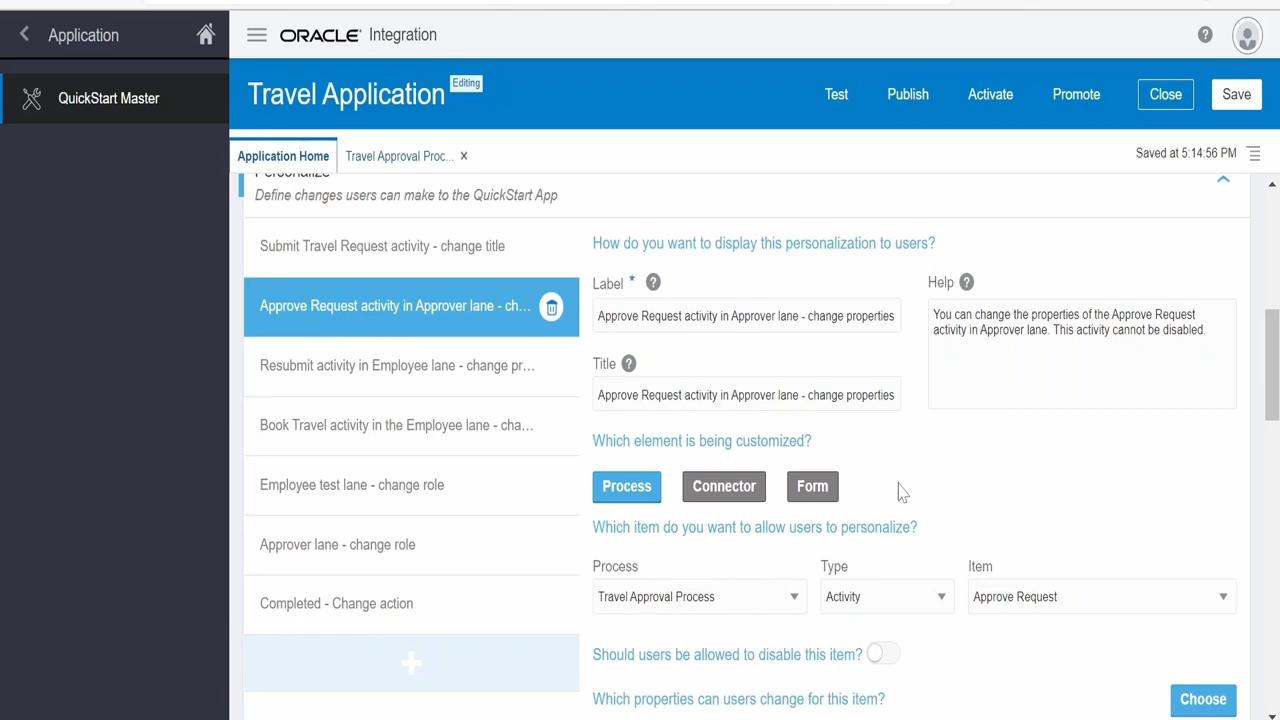 Application
ORACLE Integration
QuickStart Master
Travel Application Editing
Test Publish Activate Promote Close Save
Application Home Travel Approval Proc... x
Saved at 5:14:56 PM
Personalize
Define changes users can make to the QuickStart App
Submit Travel Request activity - change title
Approve Request activity in Approver lane - ch...
Resubmit activity in Employee lane - change pr...
Book Travel activity in the Employee lane - cha...
Employee test lane - change role
Approver lane - change role
Completed - Change action
+
How do you want to display this personalization to users?
Label * ?
Approve Request activity in Approver lane - change properties
Title ?
Approve Request activity in Approver lane - change properties
Help ?
You can change the properties of the Approve Request
activity in Approver lane. This activity cannot be disabled.
Which element is being customized?
Process Connector Form
Which item do you want to allow users to personalize?
Process Type Item
Travel Approval Process Activity Approve Request
Should users be allowed to disable this item?
Which properties can users change for this item?
Choose